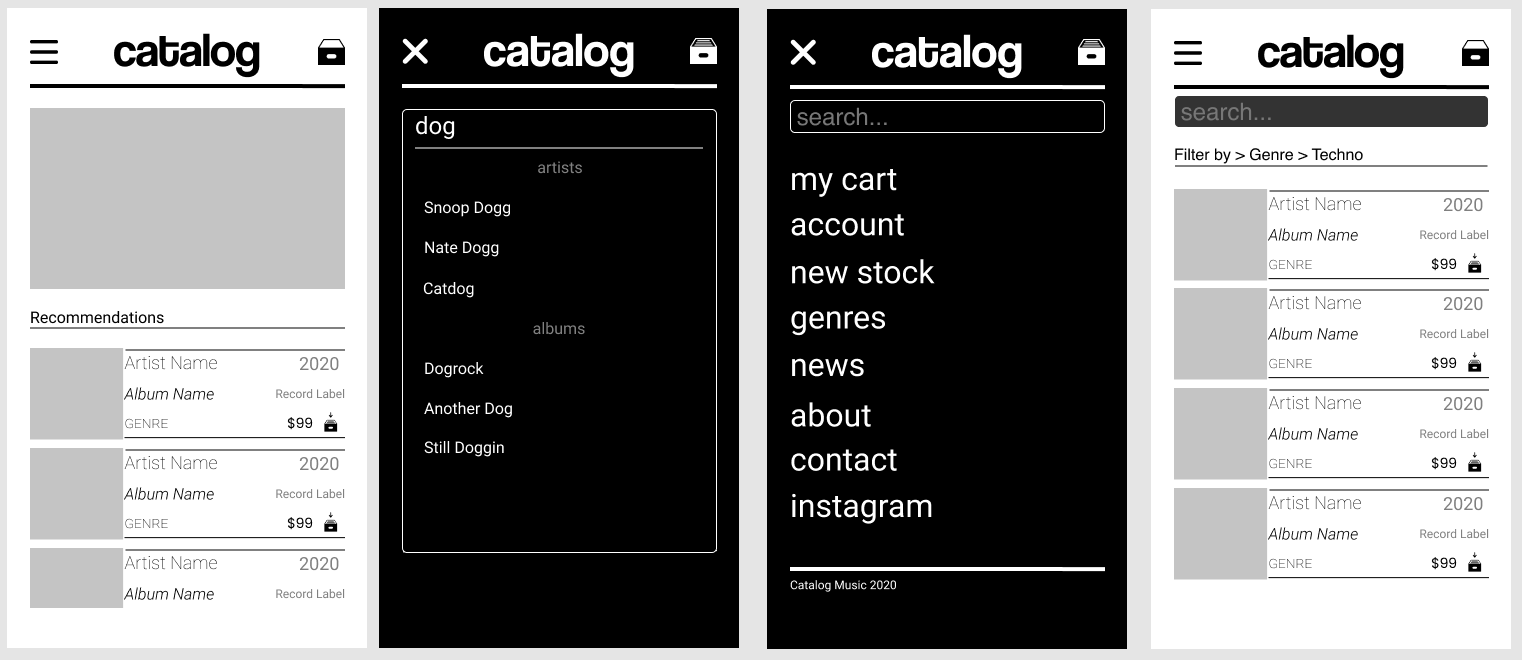 catalog
Recommendations
Artist Name 2020
Album Name Record Label
GENRE $99
Artist Name 2020
Album Name Record Label
GENRE $99
Artist Name 2020
Album Name Record Label
catalog
dog
artists
Snoop Dogg
Nate Dogg
Catdog
albums
Dogrock
Another Dog
Still Doggin
catalog
search...
my cart
account
new stock
genres
news
about
contact
instagram
Catalog Music 2020
catalog
search...
Filter by > Genre > Techno
Artist Name 2020
Album Name Record Label
GENRE $99
Artist Name 2020
Album Name Record Label
GENRE $99
Artist Name 2020
Album Name Record Label
GENRE $99
Artist Name 2020
Album Name Record Label
GENRE $99